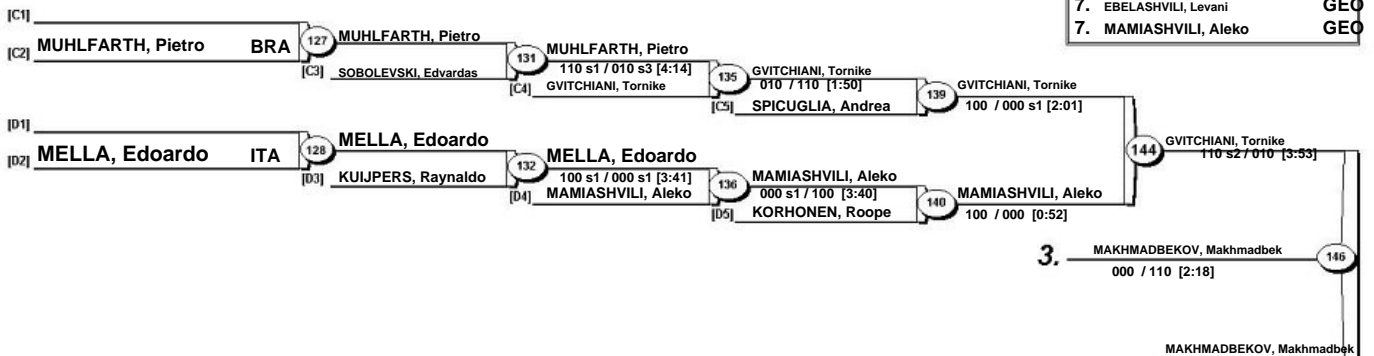 7. EBELASHVILI, Levani GEO
7. MAMIASHVILI, Aleko GEO
[C1]
[C2] MUHLFARTH, Pietro BRA
127
MUHLFARTH, Pietro
[C3] SOBOLEVSKI, Edvardas
131
MUHLFARTH, Pietro
110 s1 / 010 s3 [4:14]
[C4] GVITCHIANI, Tornike
135
GVITCHIANI, Tornike
010 / 110 [1:50]
[C5] SPICUGLIA, Andrea
139
GVITCHIANI, Tornike
100 / 000 s1 [2:01]
[D1]
[D2] MELLA, Edoardo ITA
128
MELLA, Edoardo
[D3] KUIJPERS, Raynaldo
132
MELLA, Edoardo
100 s1 / 000 s1 [3:41]
[D4] MAMIASHVILI, Aleko
136
MAMIASHVILI, Aleko
000 s1 / 100 [3:40]
[D5] KORHONEN, Roope
140
MAMIASHVILI, Aleko
100 / 000 [0:52]
144
GVITCHIANI, Tornike
110 s2 / 010 [3:53]
3. MAKHMADBEKOV, Makhmadbek
000 / 110 [2:18]
146
MAKHMADBEKOV, Makhmadbek